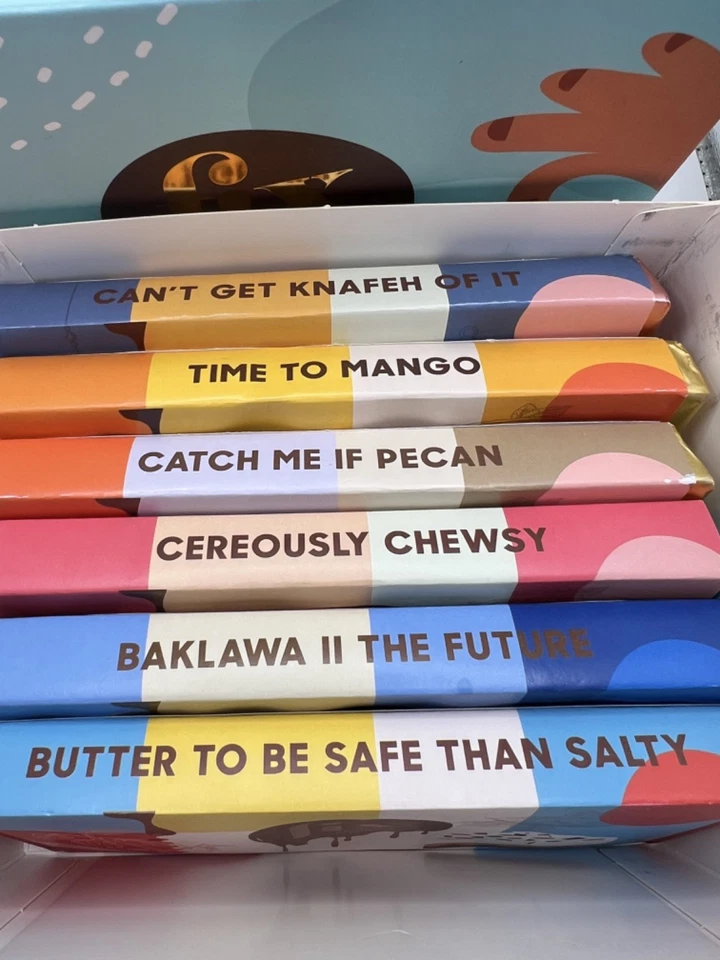 CAN'T GET KNAFEH OF IT
TIME TO MANGO
CATCH ME IF PECAN
CEREOUSLY CHEWSY
BAKLAWA II THE FUTURE
BUTTER TO BE SAFE THAN SALTY